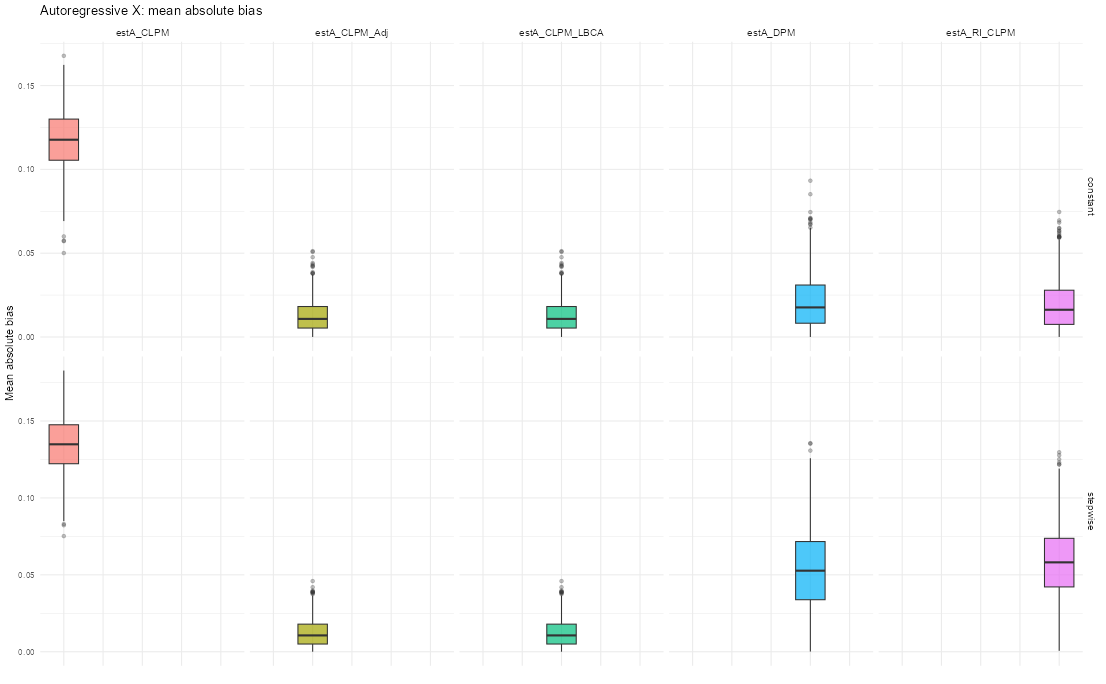 Autoregressive X: mean absolute bias
estA_CLPM
estA_CLPM_Adj
estA_CLPM_LBCA
estA_DPM
estA_RI_CLPM
0.15
0.10
0.05
0.00
constant
Mean absolute bias
0.15
0.10
0.05
0.00
stepwise